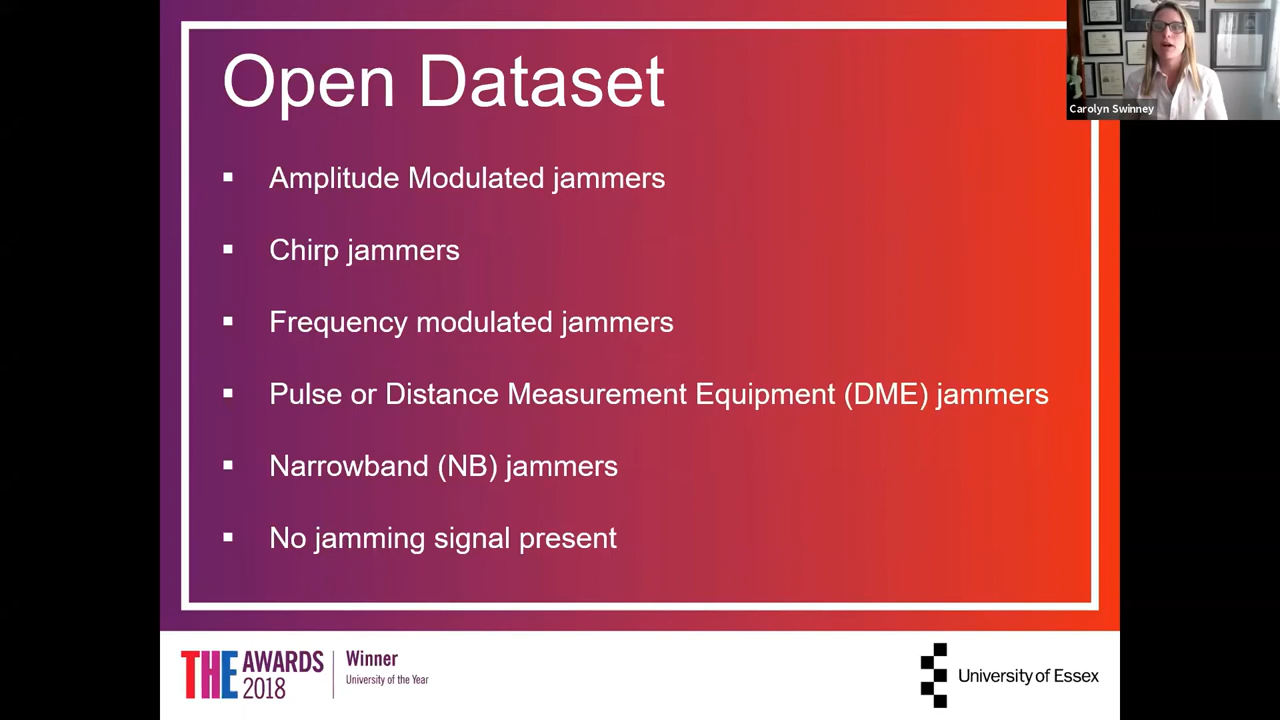 Open Dataset
Carolyn Swinney
▪ Amplitude Modulated jammers
▪ Chirp jammers
▪ Frequency modulated jammers
▪ Pulse or Distance Measurement Equipment (DME) jammers
▪ Narrowband (NB) jammers
▪ No jamming signal present
THE AWARDS 2018
Winner
University of the Year
University of Essex